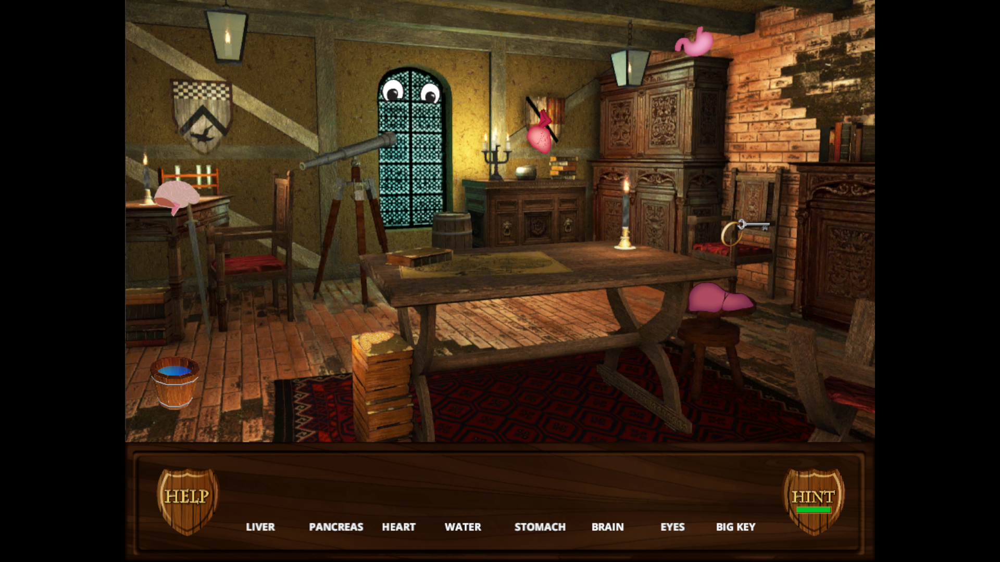 HELP
HINT
LIVER PANCREAS HEART WATER STOMACH BRAIN EYES BIG KEY